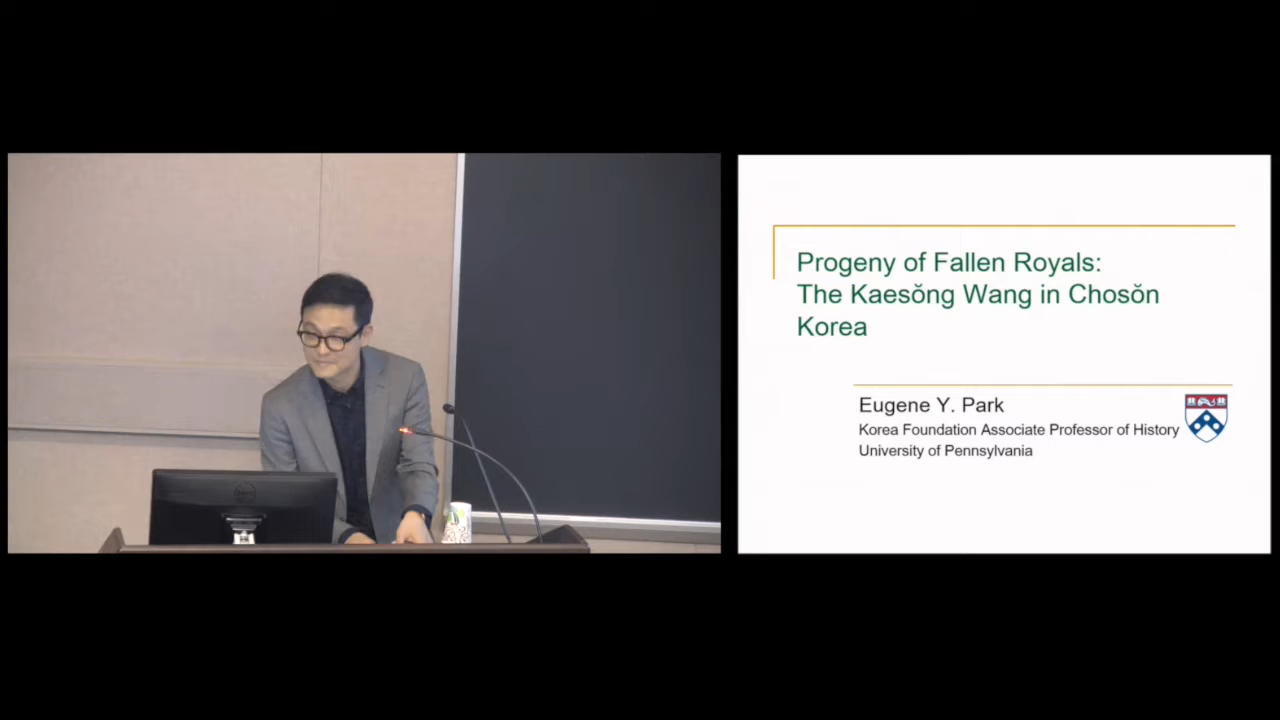 Progeny of Fallen Royals:
The Kaesŏng Wang in Chosŏn
Korea
Eugene Y. Park
Korea Foundation Associate Professor of History
University of Pennsylvania